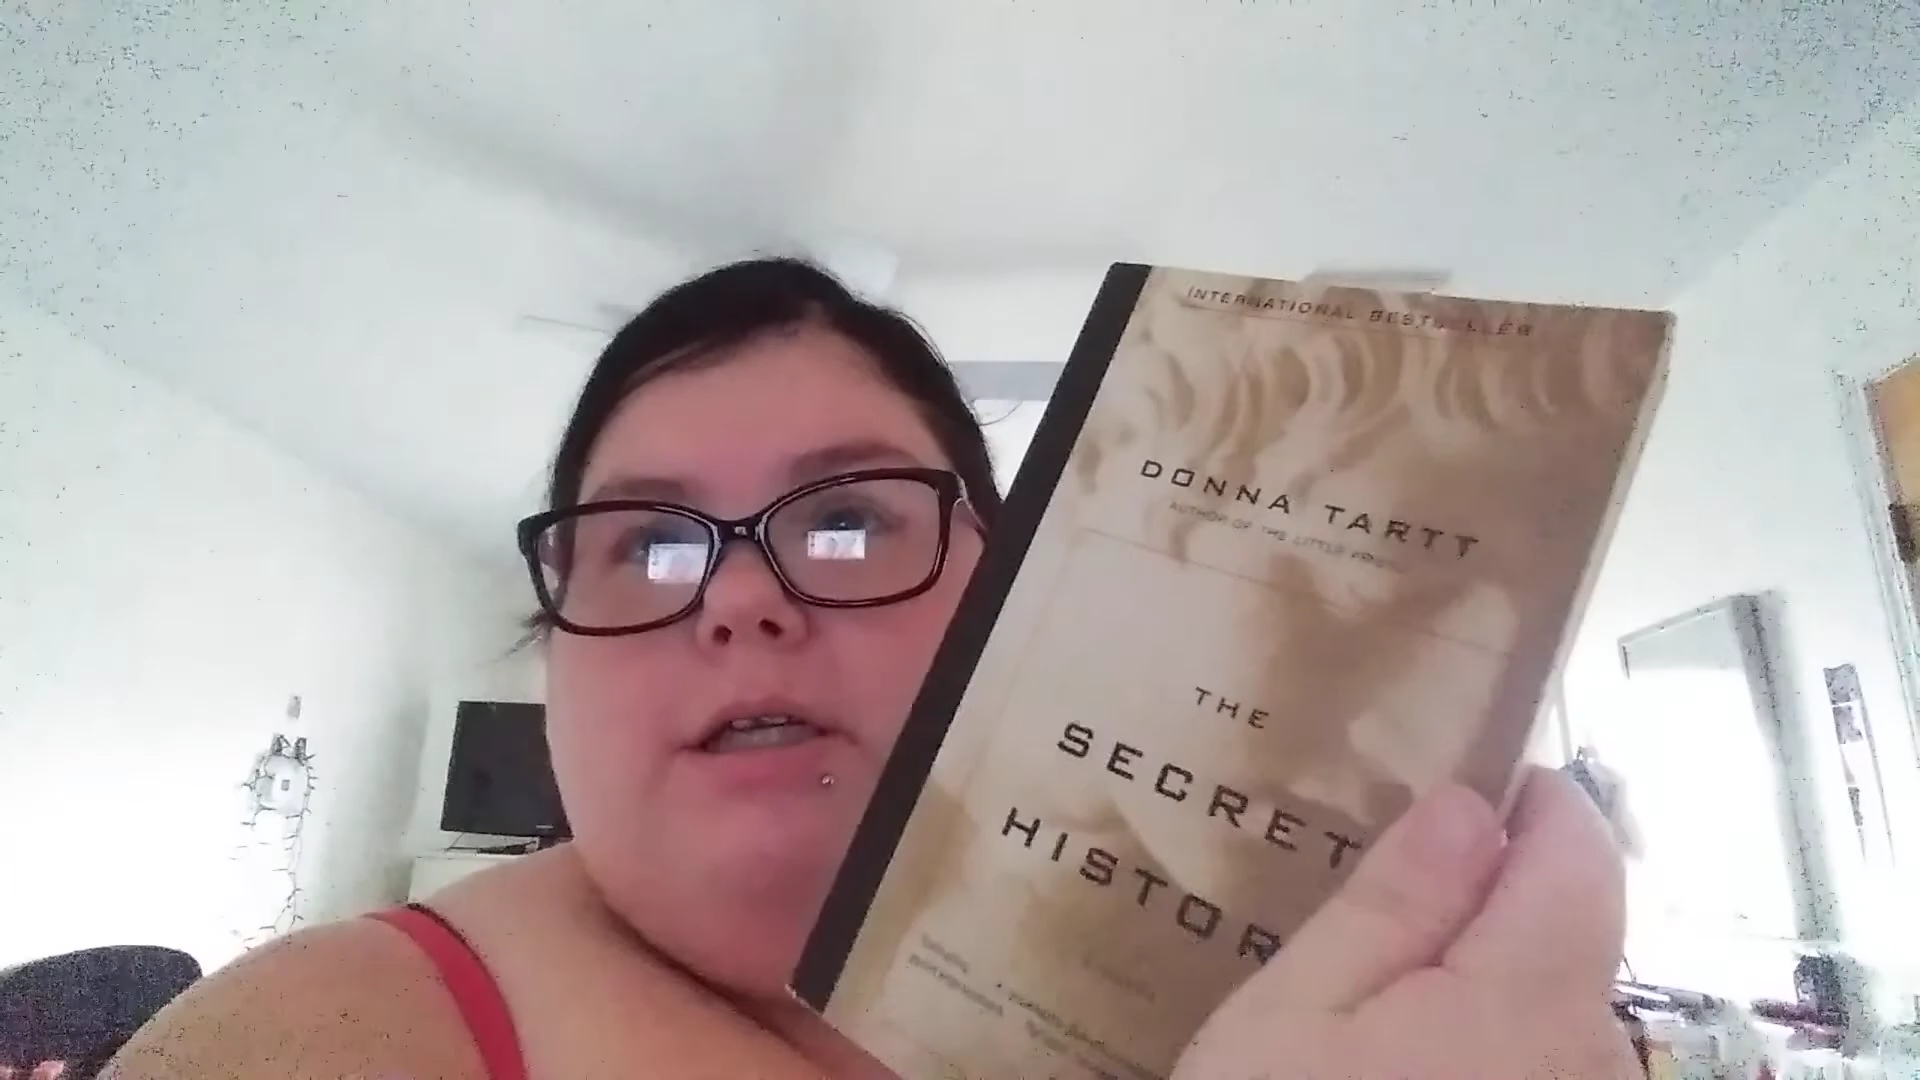 INTERNATIONAL BESTSELLER
DONNA TARTT
AUTHOR OF THE LITTLE FRIEND
THE
SECRET
HISTOR